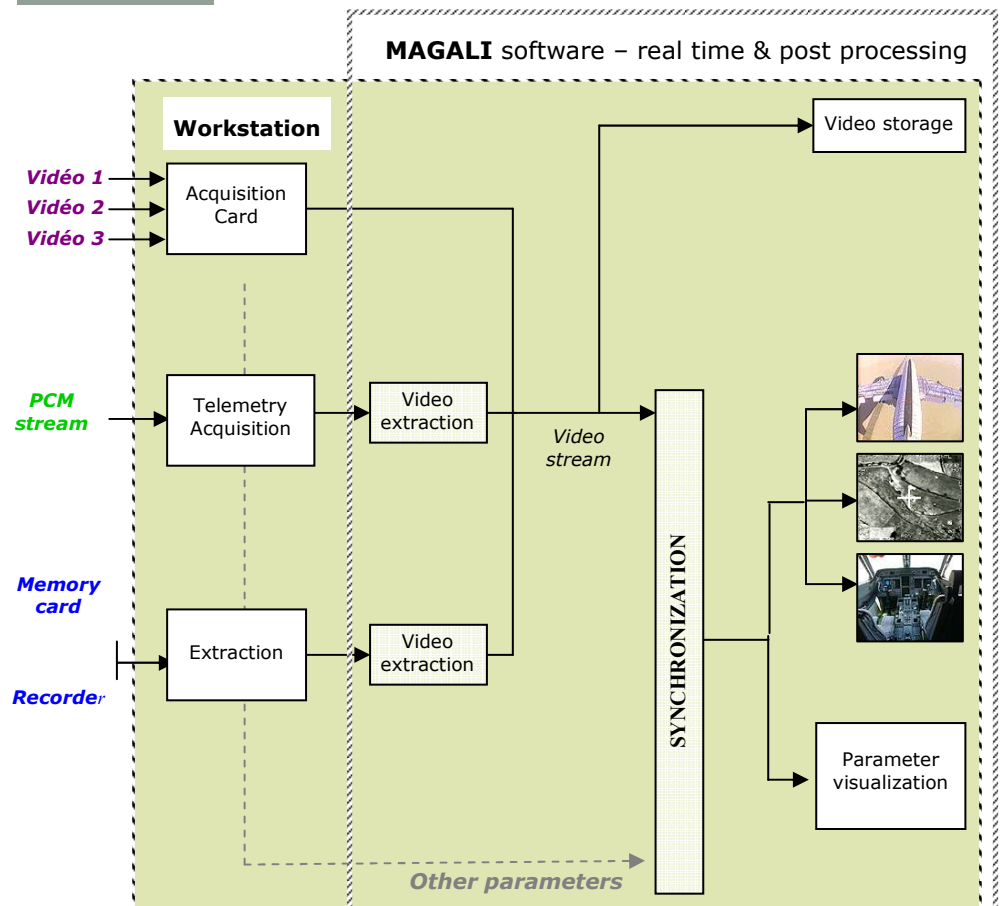 MAGALI software – real time & post processing
Workstation
Video storage
Vidéo 1
Vidéo 2
Vidéo 3
Acquisition
Card
PCM
stream
Telemetry
Acquisition
Video
extraction
Video
stream
SYNCHRONIZATION
Memory
card
Recorder
Extraction
Video
extraction
Parameter
visualization
Other parameters